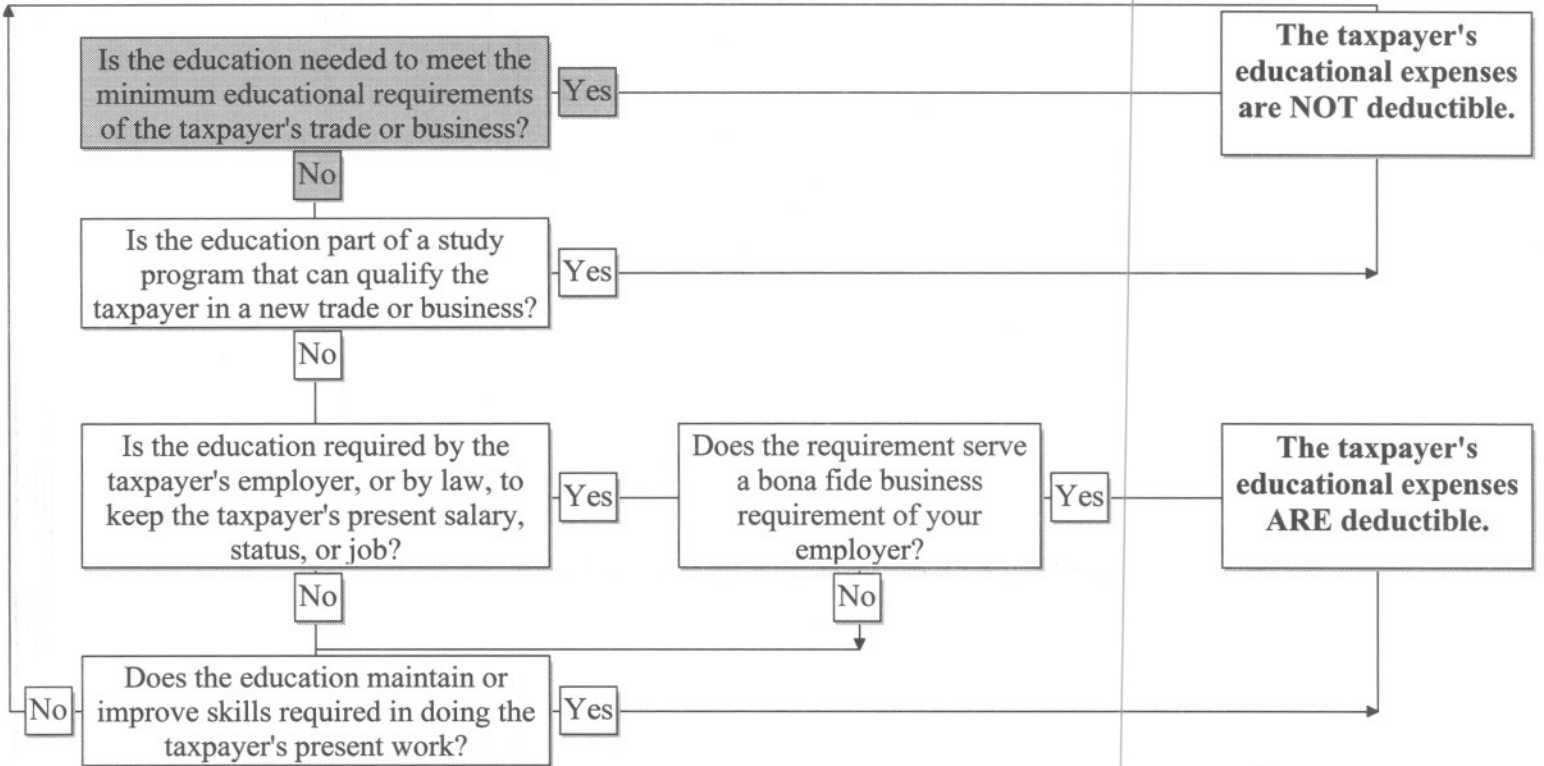 Is the education needed to meet the
minimum educational requirements
of the taxpayer's trade or business?
Yes
The taxpayer's
educational expenses
are NOT deductible.
No
Is the education part of a study
program that can qualify the
taxpayer in a new trade or business?
Yes
No
Is the education required by the
taxpayer's employer, or by law, to
keep the taxpayer's present salary,
status, or job?
Yes
Does the requirement serve
a bona fide business
requirement of your
employer?
Yes
The taxpayer's
educational expenses
ARE deductible.
No
No
No
Does the education maintain or
improve skills required in doing the
taxpayer's present work?
Yes